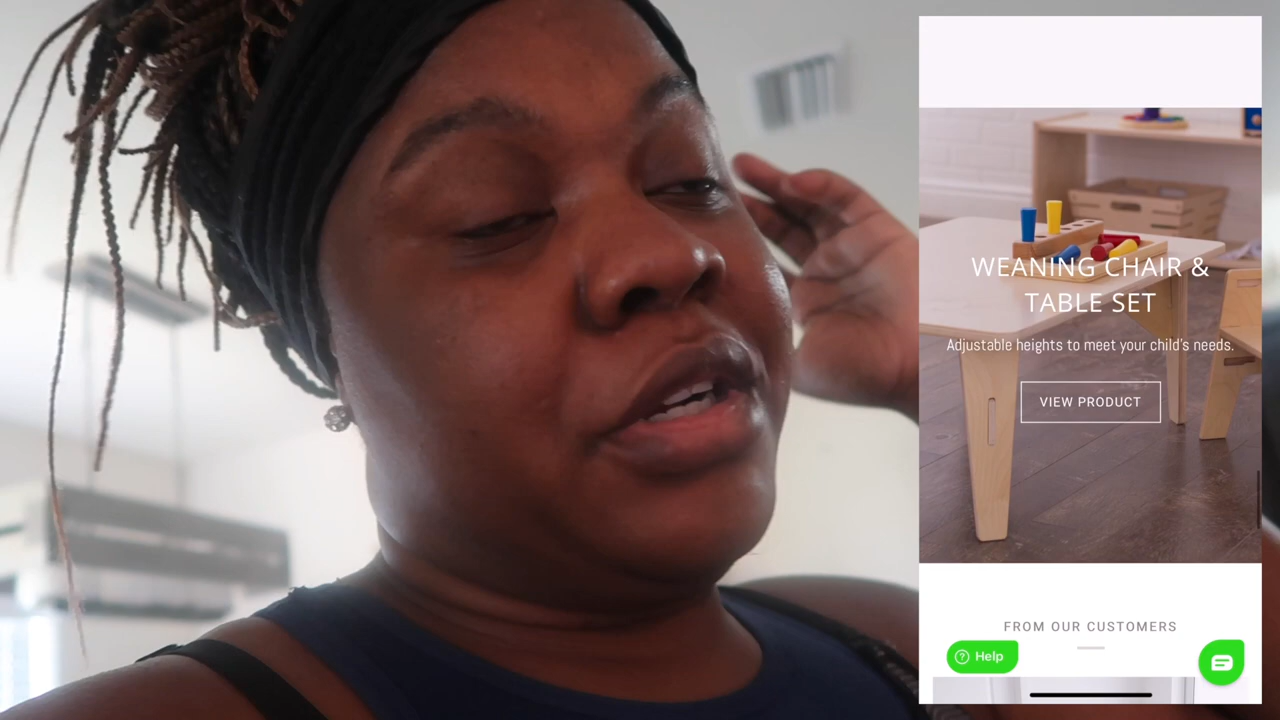 WEANING CHAIR &
TABLE SET
Adjustable heights to meet your child's needs.
VIEW PRODUCT
FROM OUR CUSTOMERS
Help